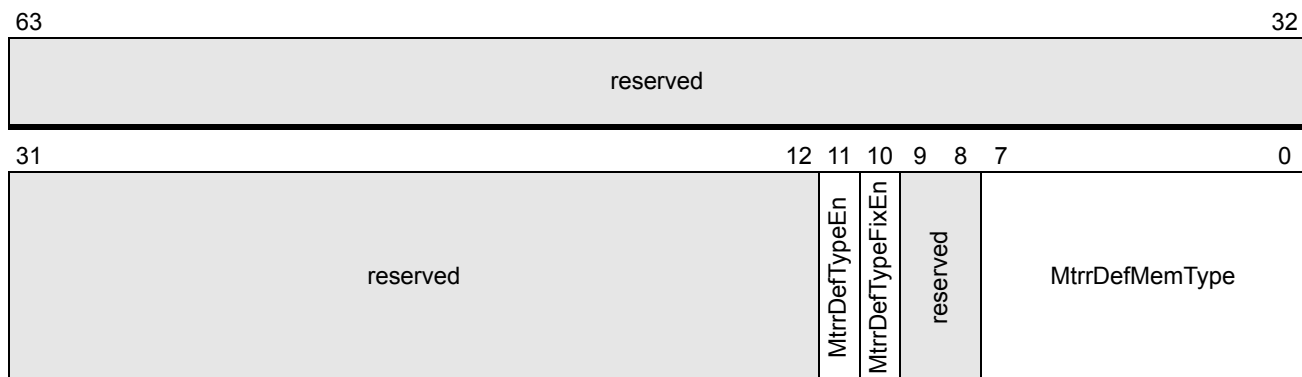 63 32
reserved
31 12 11 10 9 8 7 0
reserved
MtrrDefTypeEn
MtrrDefTypeFixEn
reserved
MtrrDefMemType